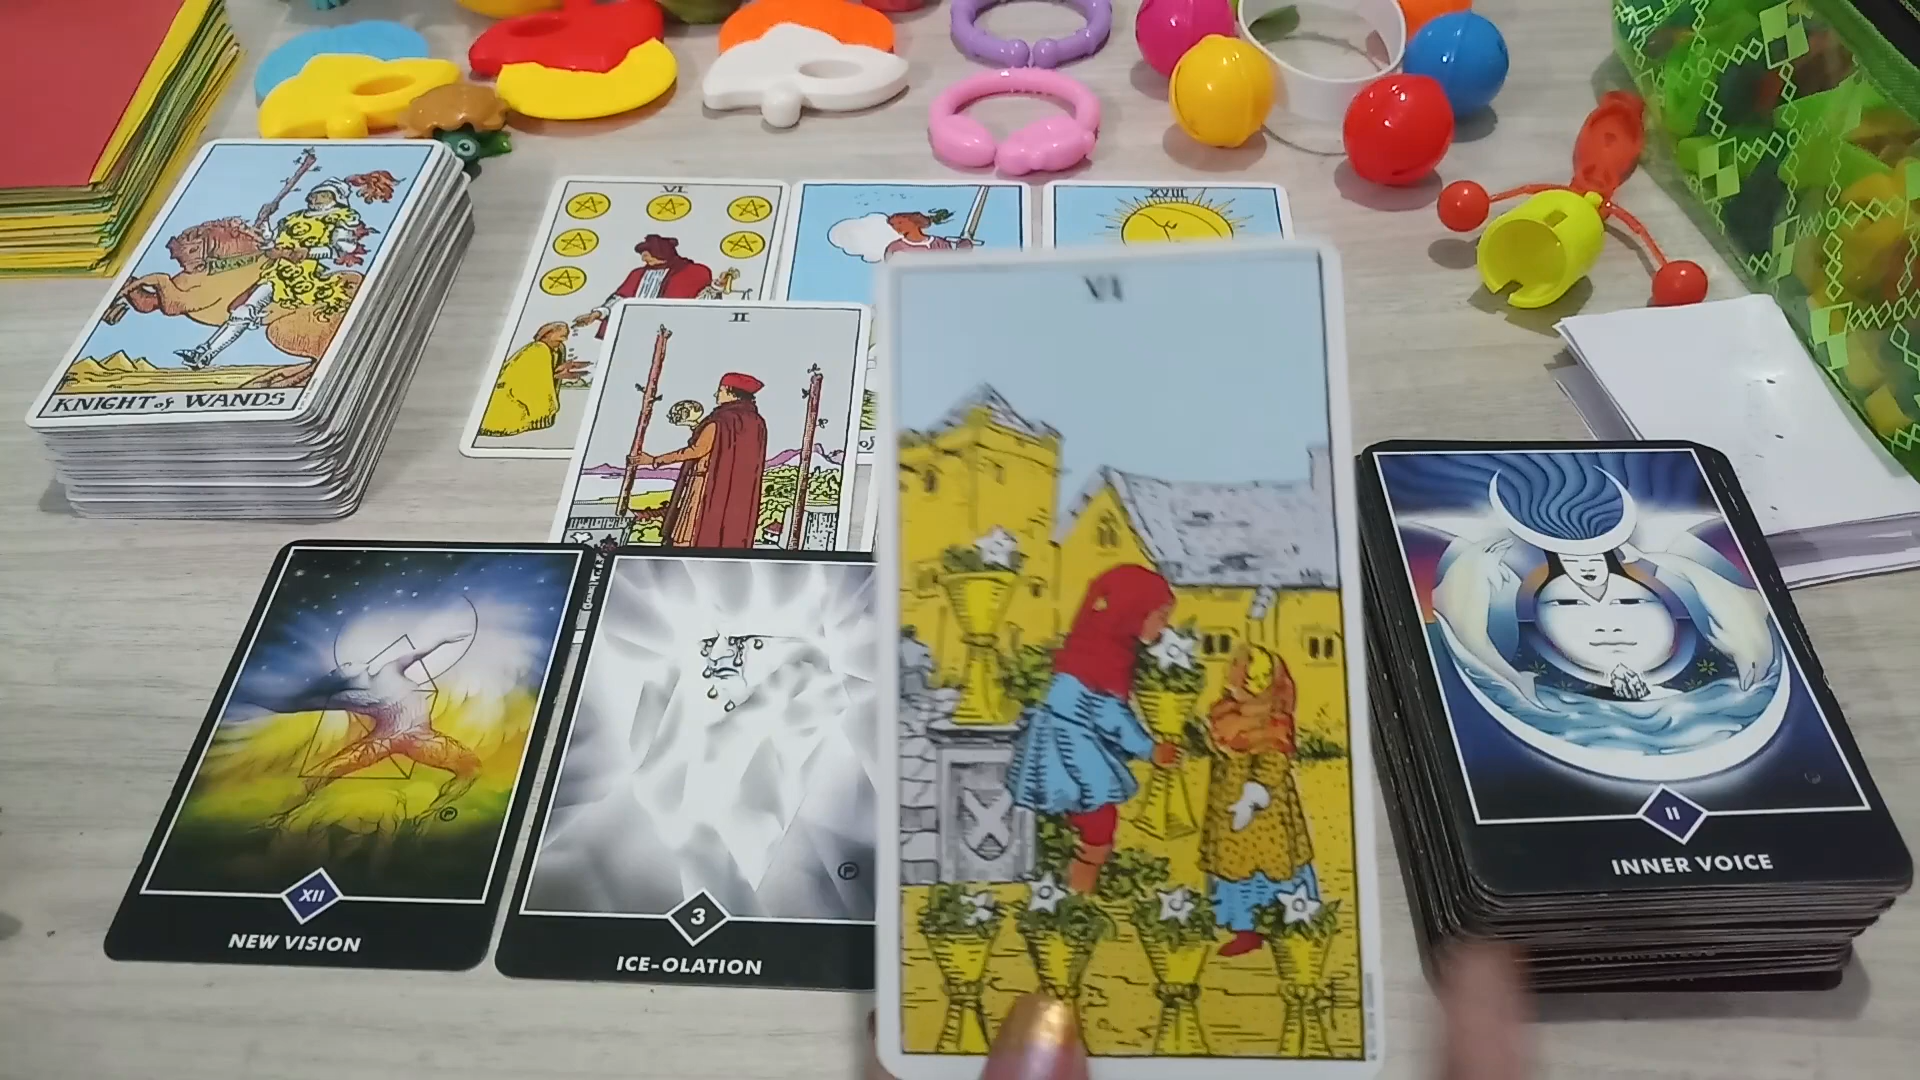 VI
XVIII
II
VI
KNIGHT of WANDS
XII
NEW VISION
3
ICE-OLATION
II
INNER VOICE